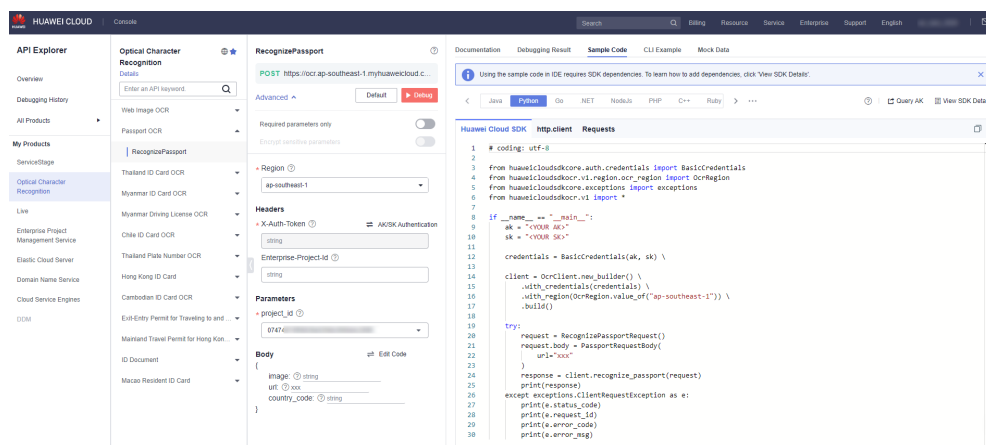 HUAWEI
HUAWEI CLOUD
Console
Search
Billing
Resource
Service
Enterprise
Support
English
API Explorer
Overview
Debugging History
All Products
My Products
ServiceStage
Optical Character
Recognition
Live
Enterprise Project
Management Service
Elastic Cloud Server
Domain Name Service
Cloud Service Engines
DDM
Optical Character
Recognition
Details
Enter an API keyword.
Web Image OCR
Passport OCR
RecognizePassport
Thailand ID Card OCR
Myanmar ID Card OCR
Myanmar Driving License OCR
Chile ID Card OCR
Thailand Plate Number OCR
Hong Kong ID Card
Cambodian ID Card OCR
Exit-Entry Permit for Traveling to and ...
Mainland Travel Permit for Hong Kon...
ID Document
Macao Resident ID Card
RecognizePassport
POST https://ocr.ap-southeast-1.myhuaweicloud.c...
Advanced
Default
Debug
Required parameters only
Encrypt sensitive parameters
* Region
ap-southeast-1
Headers
* X-Auth-Token
AK/SK Authentication
string
Enterprise-Project-Id
string
Parameters
* project_id
07474
Body
Edit Code
{
image: string
url: xxx
country_code: string
}
Documentation
Debugging Result
Sample Code
CLI Example
Mock Data
Using the sample code in IDE requires SDK dependencies. To learn how to add dependencies, click 'View SDK Details'.
Java
Python
Go
.NET
NodeJs
PHP
C++
Ruby
...
Query AK
View SDK Deta
Huawei Cloud SDK
http.client
Requests
1 # coding: utf-8
2
3 from huaweicloudsdkcore.auth.credentials import BasicCredentials
4 from huaweicloudsdkocr.v1.region.ocr_region import OcrRegion
5 from huaweicloudsdkcore.exceptions import exceptions
6 from huaweicloudsdkocr.v1 import *
7
8 if __name__ == "__main__":
9 ak = "<YOUR AK>"
10 sk = "<YOUR SK>"
11
12 credentials = BasicCredentials(ak, sk) \
13
14 client = OcrClient.new_builder() \
15 .with_credentials(credentials) \
16 .with_region(OcrRegion.value_of("ap-southeast-1")) \
17 .build()
18
19 try:
20 request = RecognizePassportRequest()
21 request.body = PassportRequestBody(
22 url="xxx"
23 )
24 response = client.recognize_passport(request)
25 print(response)
26 except exceptions.ClientRequestException as e:
27 print(e.status_code)
28 print(e.request_id)
29 print(e.error_code)
30 print(e.error_msg)